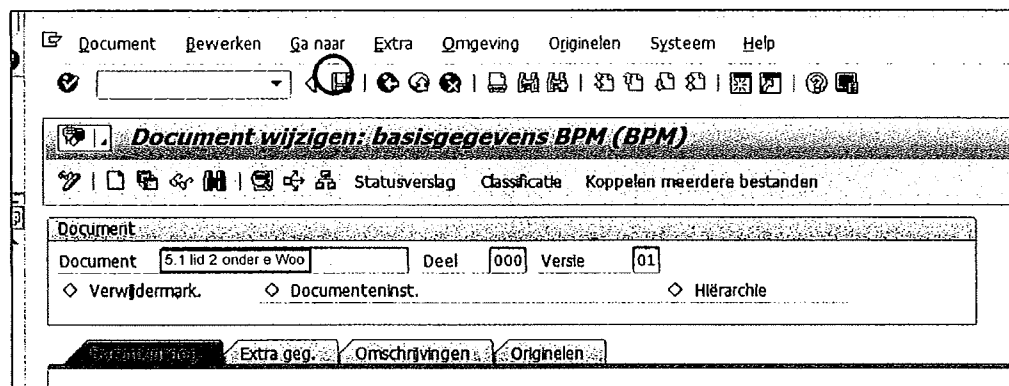 Document Bewerken Ga naar Extra Omgeving Originelen Systeem Help
Document wijzigen: basisgegevens BPM (BPM)
Statusverslag Classificatie Koppelen meerdere bestanden
Document
Document 5.1 lid 2 onder e Woo Deel 000 Versie 01
Verwijdermark. Documenteninst. Hiërarchie
Extra geg. Omschrijvingen Originelen